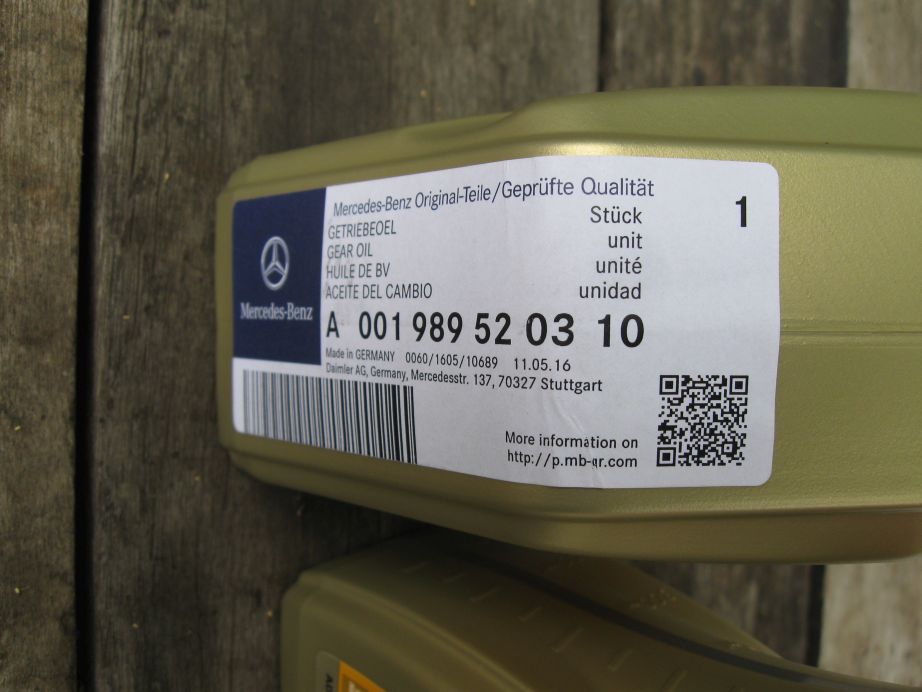 Mercedes-Benz
Mercedes-Benz Original-Teile/Geprüfte Qualität
GETRIEBEOEL Stück 1
GEAR OIL unit
HUILE DE BV unité
ACEITE DEL CAMBIO unidad
A 001 989 52 03 10
Made in GERMANY 0060/1605/10689 11.05.16
Daimler AG, Germany, Mercedesstr. 137, 70327 Stuttgart
More information on
http://p.mb-qr.com